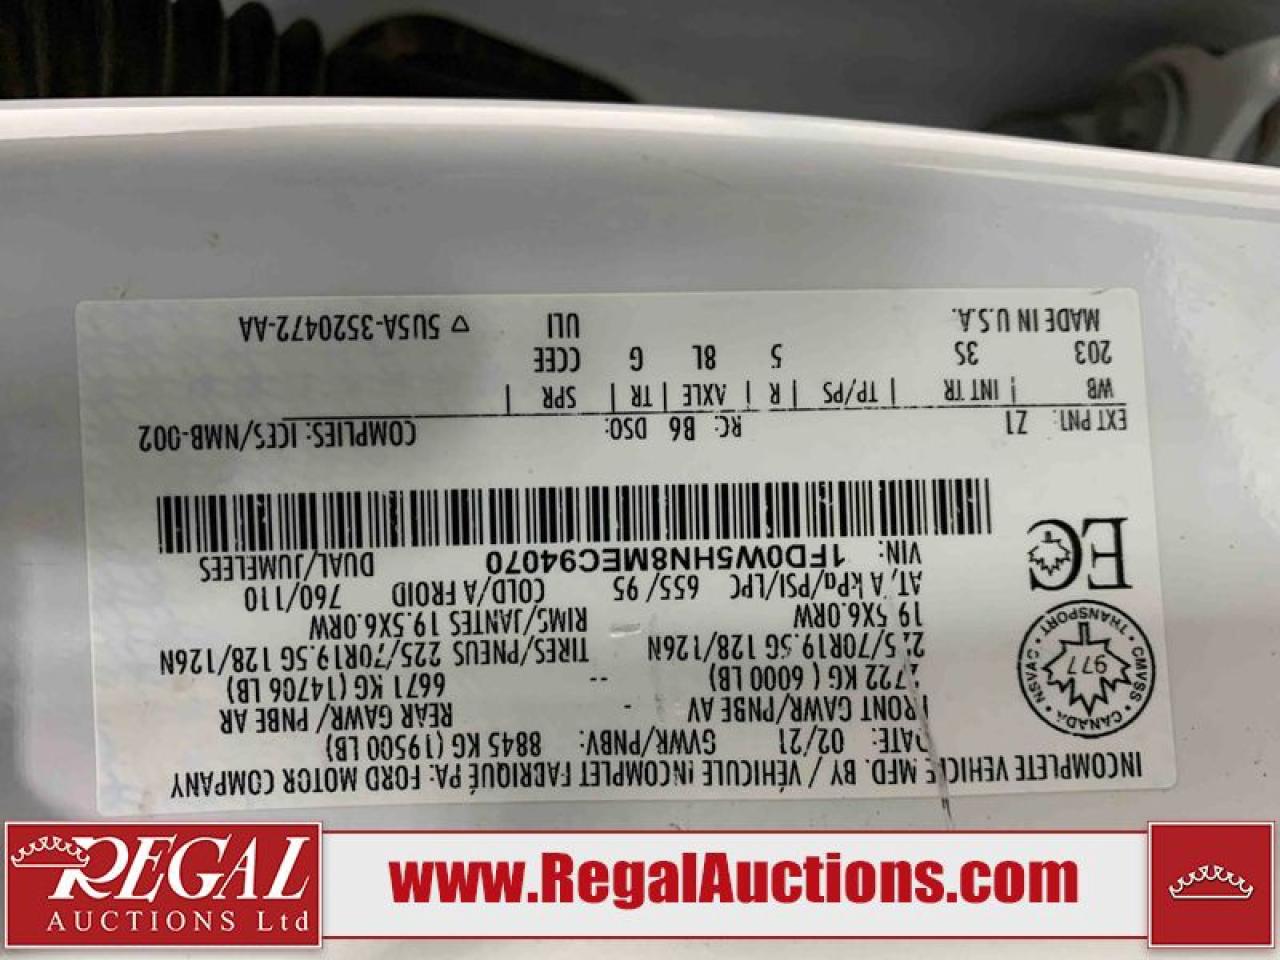 INCOMPLETE VEHICLE MFD. BY / VÉHICULE INCOMPLET FABRIQUÉ PA: FORD MOTOR COMPANY
DATE: 02/21 GVWR/PNBV: 8845 KG (19500 LB)
FRONT GAWR/PNBE AV - REAR GAWR/ PNBE AR
2722 KG ( 6000 LB) -- 6671 KG (14706 LB)
225/70R19.5G 128/126N TIRES/PNEUS 225/70R19.5G 128/126N
19.5X6.0RW RIMS/JANTES 19.5X6.0RW
AT/A kPa/PSI/LPC 655/95 COLD/A FROID 760/110
VIN: 1FD0W5HN8MEC94070 DUAL/JUMELEES
CMVSS • CANADA • NSVAC • TRANSPORT •
977
EC
EXT PNT: Z1 RC: B6 DSO: COMPLIES: ICES/NMB-002
WB | INT TR | TP/PS | R | AXLE | TR | SPR |
203 3S 5 8L G CCEE
MADE IN U.S.A. ULI ▽ 5U5A-3520472-AA
REGAL
AUCTIONS Ltd
www.RegalAuctions.com